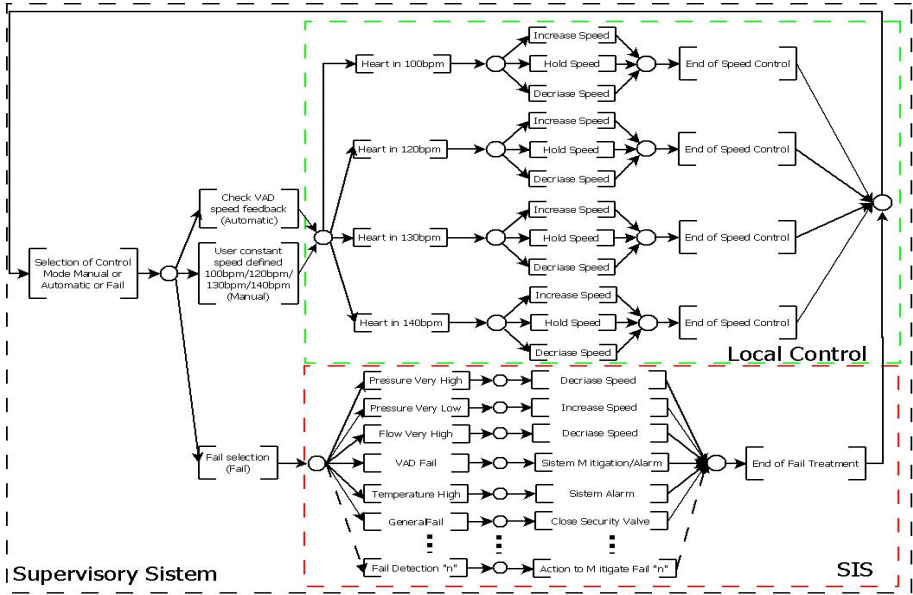 Increase Speed
Heart in 100bpm
Hold Speed
End of Speed Control
Decriase Speed
Increase Speed
Heart in 120bpm
Hold Speed
End of Speed Control
Decriase Speed
Check VAD
speed feedback
(Automatic)
Increase Speed
Heart in 130bpm
Hold Speed
End of Speed Control
Decriase Speed
Selection of Control
Mode Manual or
Automatic or Fail
User constant
speed defined
100bpm/120bpm/
130bpm/140bpm
(Manual)
Increase Speed
Heart in 140bpm
Hold Speed
End of Speed Control
Decriase Speed
Local Control
Pressure Very High
Decriase Speed
Pressure Very Low
Increase Speed
Flow Very High
Decriase Speed
Fail selection
(Fail)
VAD Fail
Sistem Mitigation/Alarm
End of Fail Treatment
Temperature High
Sistem Alarm
GeneralFail
Close Security Valve
Fail Detection "n"
Action to Mitigate Fail "n"
SIS
Supervisory Sistem